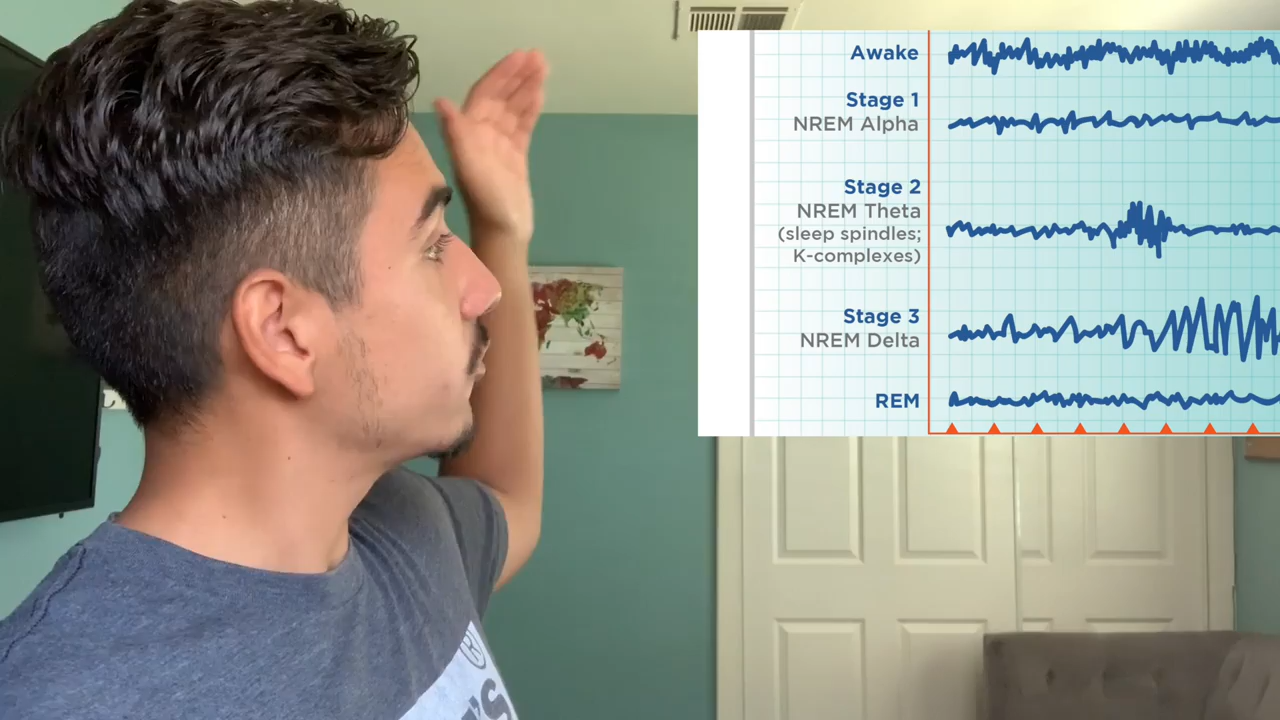 Awake
Stage 1
NREM Alpha
Stage 2
NREM Theta
(sleep spindles;
K-complexes)
Stage 3
NREM Delta
REM
®
's